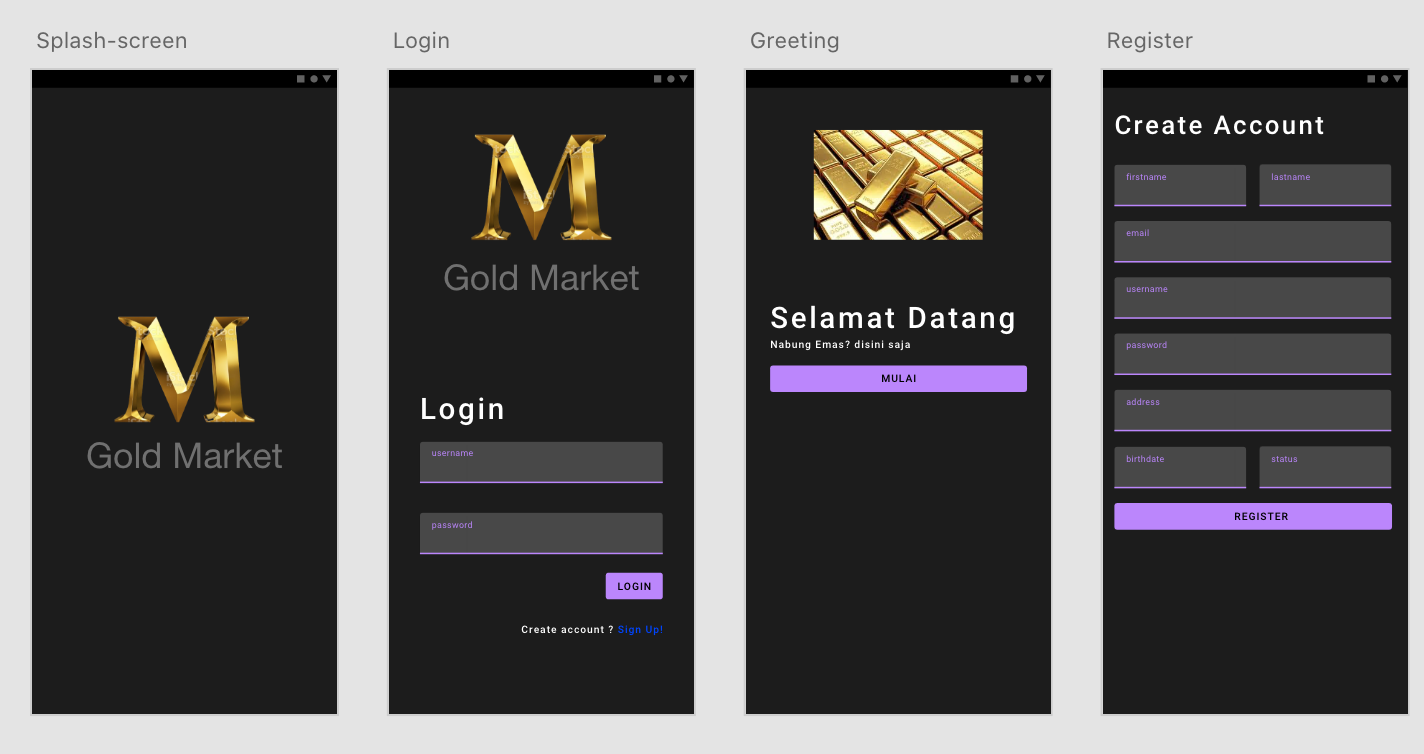 Splash-screen
Gold Market
Login
Gold Market
Login
username
password
LOGIN
Create account ? Sign Up!
Greeting
Selamat Datang
Nabung Emas? disini saja
MULAI
Register
Create Account
firstname lastname
email
username
password
address
birthdate status
REGISTER